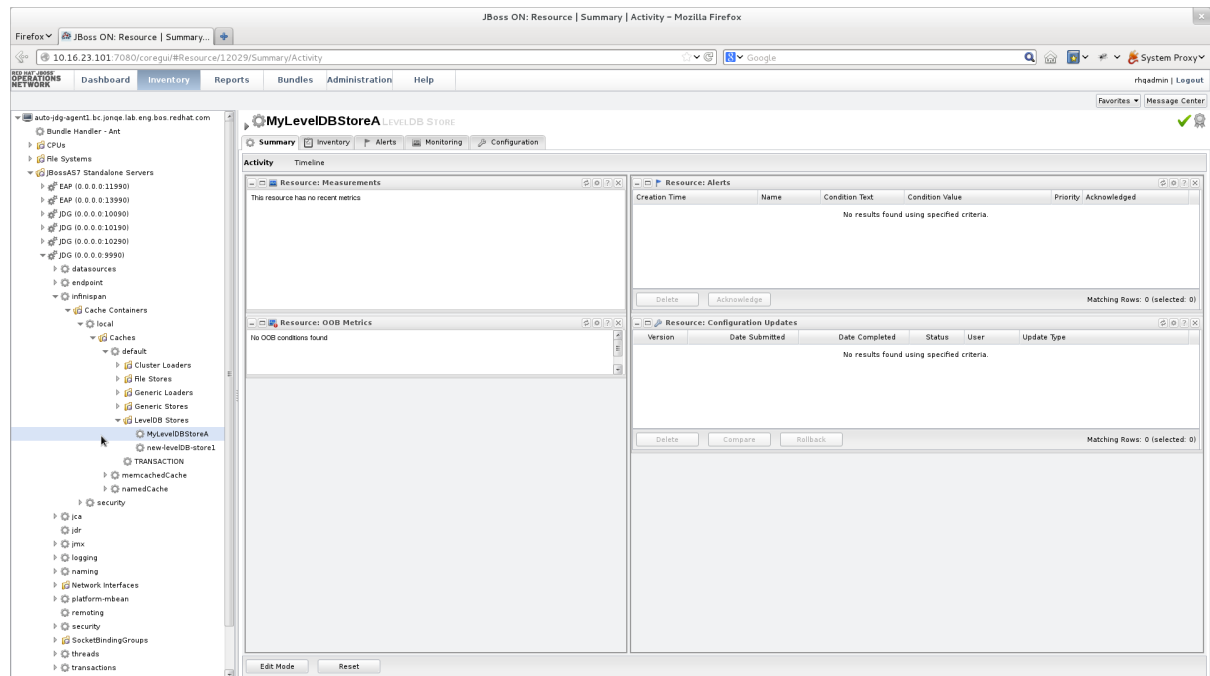 JBoss ON: Resource | Summary | Activity - Mozilla Firefox
Firefox
JBoss ON: Resource | Summary...
10.16.23.101:7080/coregui/#Resource/12029/Summary/Activity
Google
System Proxy
RED HAT JBOSS
OPERATIONS
NETWORK
Dashboard Inventory Reports Bundles Administration Help
rhqadmin | Logout
Favorites Message Center
auto-jdg-agent1.bc.jonqe.lab.eng.bos.redhat.com
Bundle Handler - Ant
CPUs
File Systems
JBossAS7 Standalone Servers
EAP (0.0.0.0:11990)
EAP (0.0.0.0:13990)
JDG (0.0.0.0:10090)
JDG (0.0.0.0:10190)
JDG (0.0.0.0:10290)
JDG (0.0.0.0:9990)
datasources
endpoint
infinispan
Cache Containers
local
Caches
default
Cluster Loaders
File Stores
Generic Loaders
Generic Stores
LevelDB Stores
MyLevelDBStoreA
new-levelDB-store1
TRANSACTION
memcachedCache
namedCache
security
jca
jdr
jmx
logging
naming
Network Interfaces
platform-mbean
remoting
security
SocketBindingGroups
threads
transactions
MyLevelDBStoreA LEVELDB STORE
Summary Inventory Alerts Monitoring Configuration
Activity Timeline
Resource: Measurements
This resource has no recent metrics
Resource: OOB Metrics
No OOB conditions found
Resource: Alerts
Creation Time Name Condition Text Condition Value Priority Acknowledged
No results found using specified criteria.
Delete Acknowledge Matching Rows: 0 (selected: 0)
Resource: Configuration Updates
Version Date Submitted Date Completed Status User Update Type
No results found using specified criteria.
Delete Compare Rollback Matching Rows: 0 (selected: 0)
Edit Mode Reset